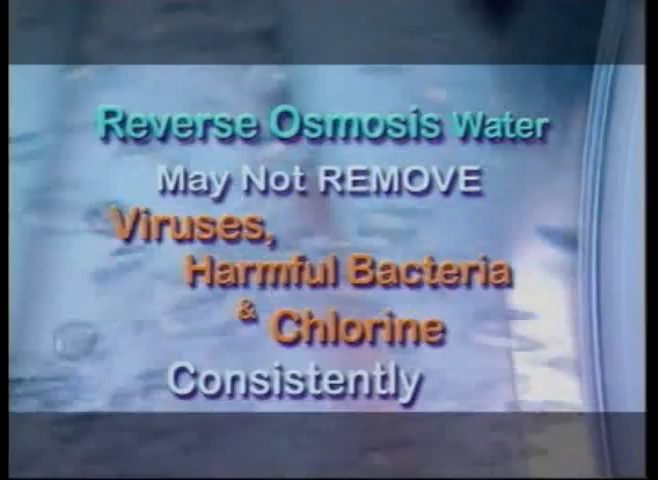 Reverse Osmosis Water
May Not REMOVE
Viruses,
Harmful Bacteria
& Chlorine
Consistently